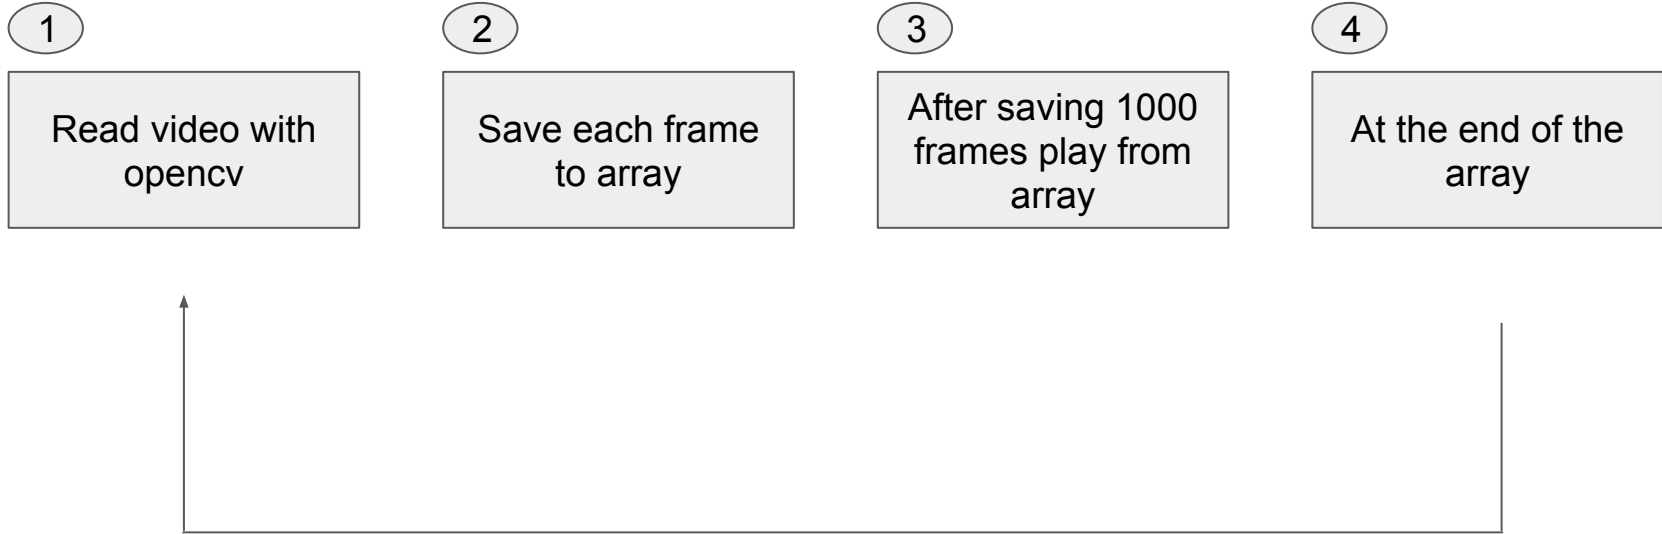 1
Read video with
opencv
2
Save each frame
to array
3
After saving 1000
frames play from
array
4
At the end of the
array